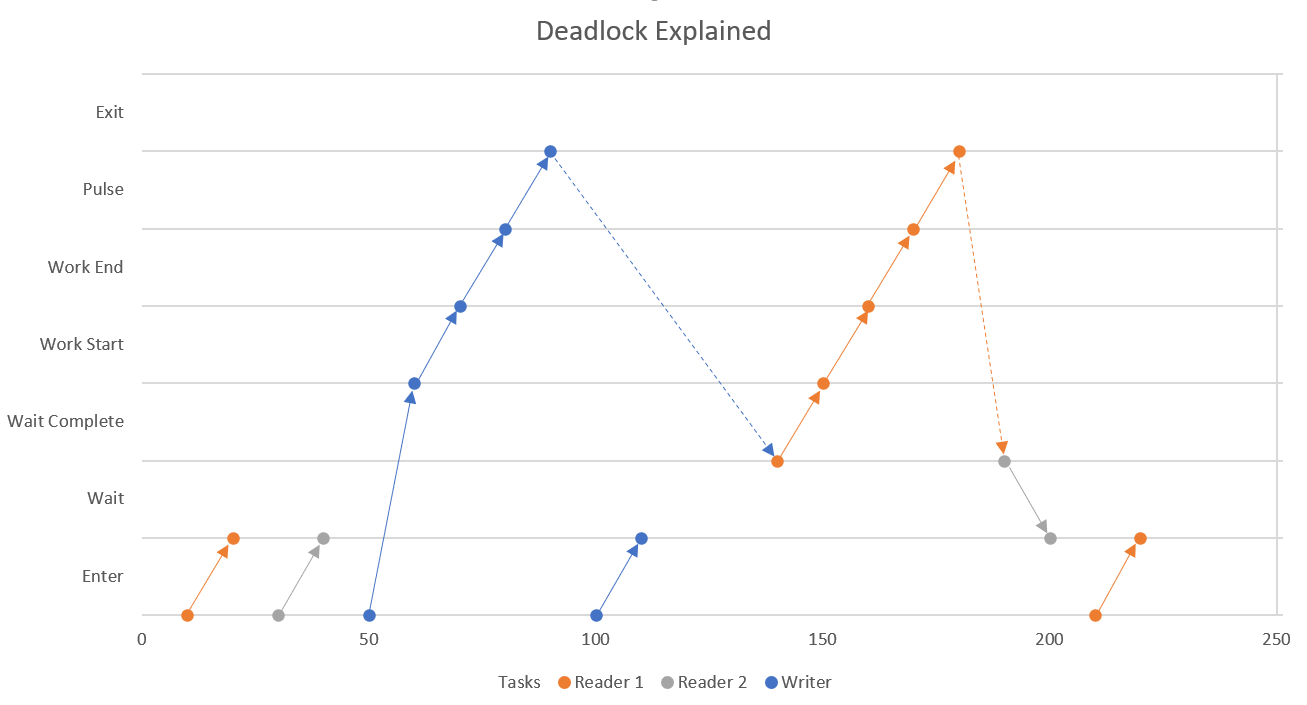 Deadlock Explained
Exit
Pulse
Work End
Work Start
Wait Complete
Wait
Enter
0 50 100 150 200 250
Tasks Reader 1 Reader 2 Writer